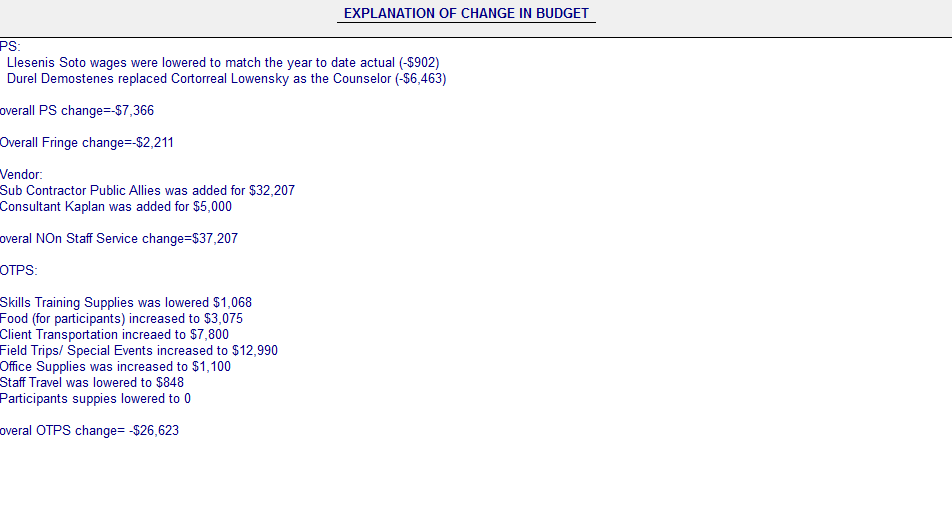 EXPLANATION OF CHANGE IN BUDGET
PS:
Llesenis Soto wages were lowered to match the year to date actual (-$902)
Durel Demostenes replaced Cortorreal Lowensky as the Counselor (-$6,463)
overall PS change=-$7,366
Overall Fringe change=-$2,211
Vendor:
Sub Contractor Public Allies was added for $32,207
Consultant Kaplan was added for $5,000
overal NOn Staff Service change=$37,207
OTPS:
Skills Training Supplies was lowered $1,068
Food (for participants) increased to $3,075
Client Transportation increaed to $7,800
Field Trips/ Special Events increased to $12,990
Office Supplies was increased to $1,100
Staff Travel was lowered to $848
Participants suppies lowered to 0
overal OTPS change= -$26,623